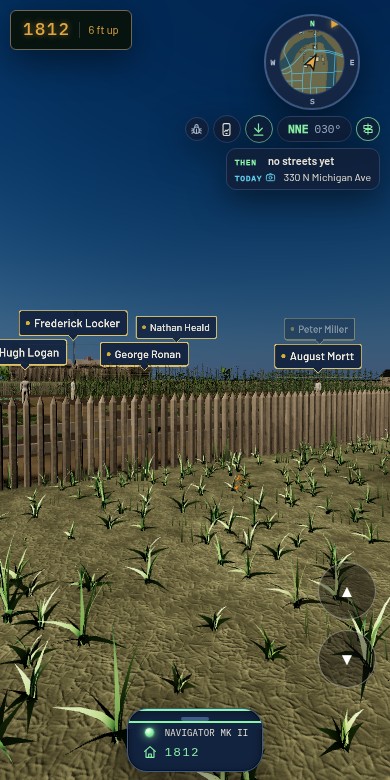 1812
6 ft up
N
W
E
S
NNE 030°
THEN no streets yet
TODAY 330 N Michigan Ave
Frederick Locker
Nathan Heald
Peter Miller
Hugh Logan
George Ronan
August Mortt
NAVIGATOR MK II
1812